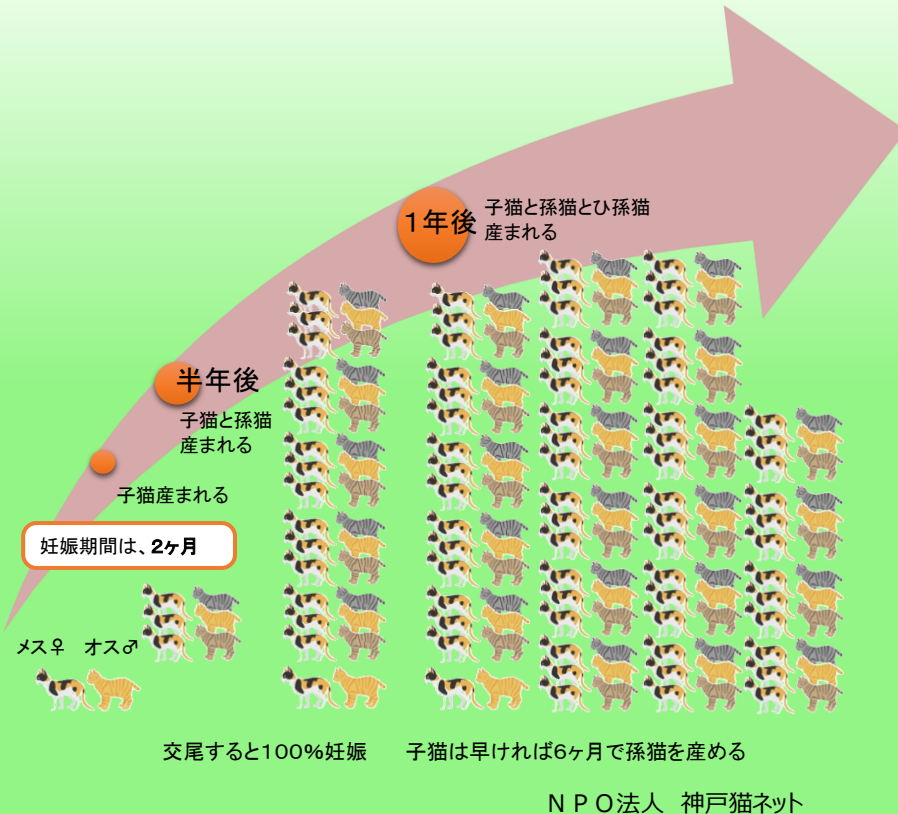 1年後
子猫と孫猫とひ孫猫
産まれる
半年後
子猫と孫猫
産まれる
子猫産まれる
妊娠期間は、2ヶ月
メス♀ オス♂
交尾すると100%妊娠 子猫は早ければ6ヶ月で孫猫を産める
NPO法人 神戸猫ネット